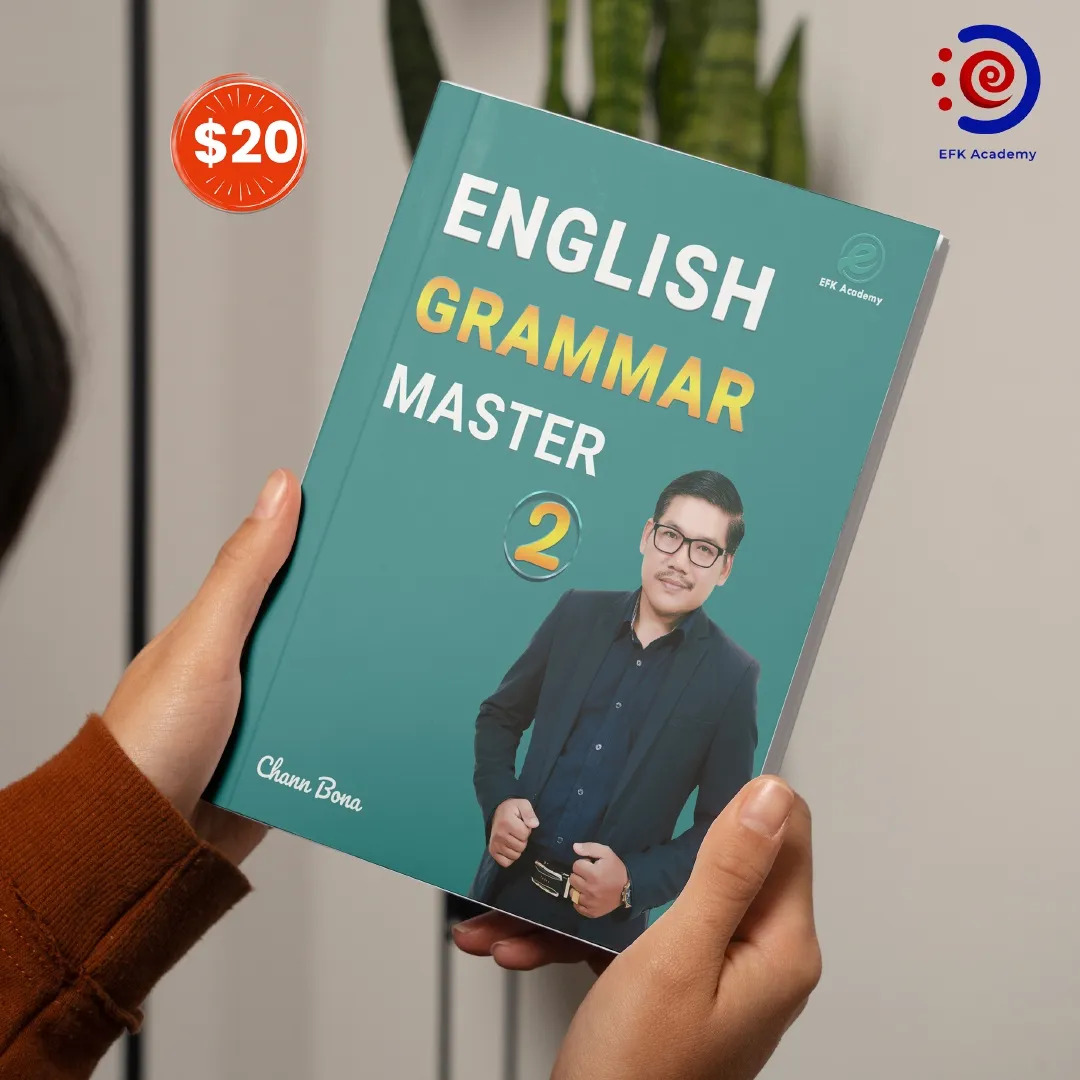 $20
EFK Academy
ENGLISH
GRAMMAR
MASTER
2
EFK Academy
Chann Bona